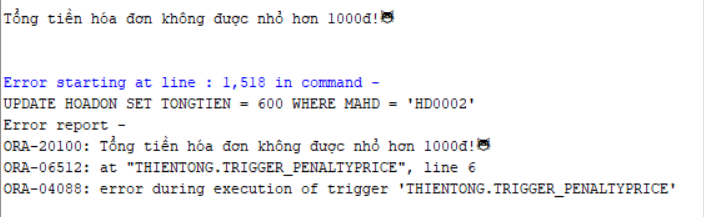 Tổng tiền hóa đơn không được nhỏ hơn 1000đ!😈
Error starting at line : 1,518 in command -
UPDATE HOADON SET TONGTIEN = 600 WHERE MAHD = 'HD0002'
Error report -
ORA-20100: Tổng tiền hóa đơn không được nhỏ hơn 1000đ!😈
ORA-06512: at "THIENTONG.TRIGGER_PENALTYPRICE", line 6
ORA-04088: error during execution of trigger 'THIENTONG.TRIGGER_PENALTYPRICE'